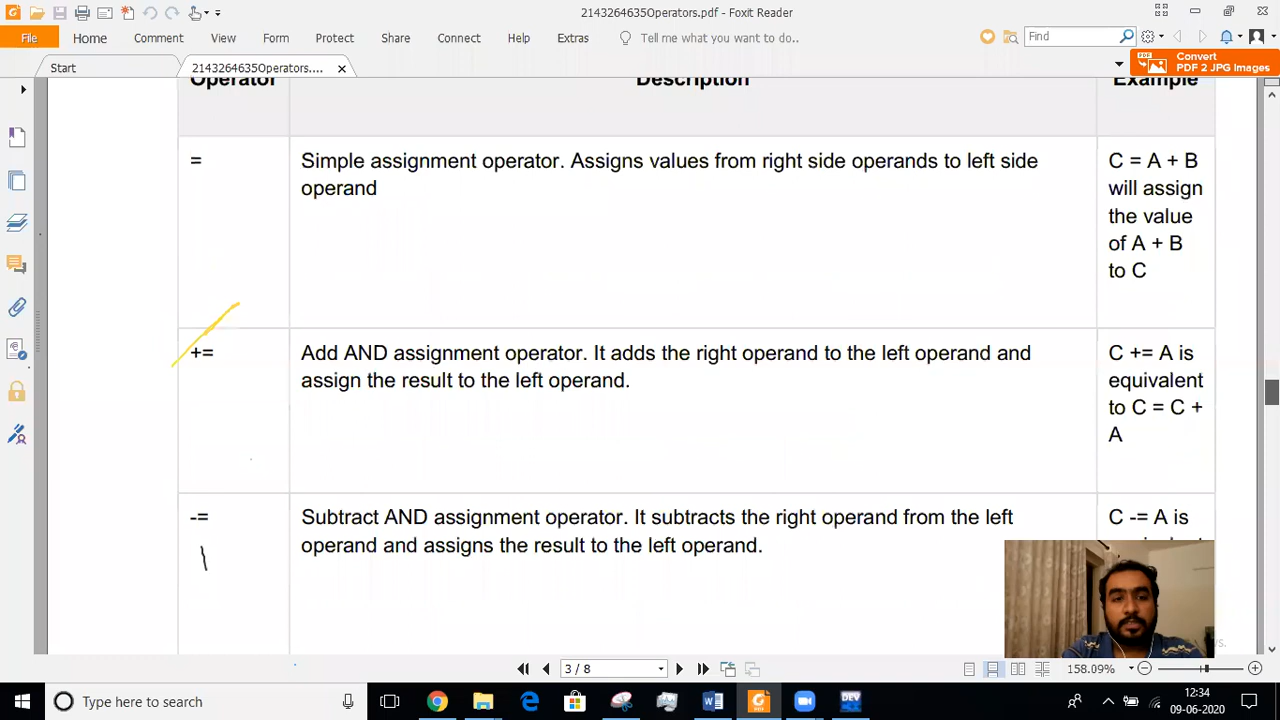 2143264635Operators.pdf - Foxit Reader
File Home Comment View Form Protect Share Connect Help Extras Tell me what you want to do.. Find
Start 2143264635Operators.... Convert
PDF 2 JPG Images
Operator Description Example
= Simple assignment operator. Assigns values from right side operands to left side C = A + B
operand will assign
the value
of A + B
to C
+= Add AND assignment operator. It adds the right operand to the left operand and C += A is
assign the result to the left operand. equivalent
to C = C +
A
-= Subtract AND assignment operator. It subtracts the right operand from the left C -= A is
operand and assigns the result to the left operand.
3 / 8 158.09%
Type here to search DEV 12:34
09-06-2020